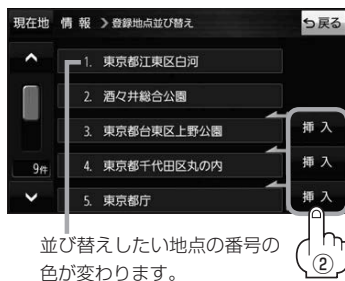 現在地 情 報 ❯ 登録地点並び替え 戻る
1. 東京都江東区白河
2. 酒々井総合公園
3. 東京都台東区上野公園 挿 入
4. 東京都千代田区丸の内 挿 入
9件
5. 東京都庁 挿 入
並び替えしたい地点の番号の
色が変わります。
②